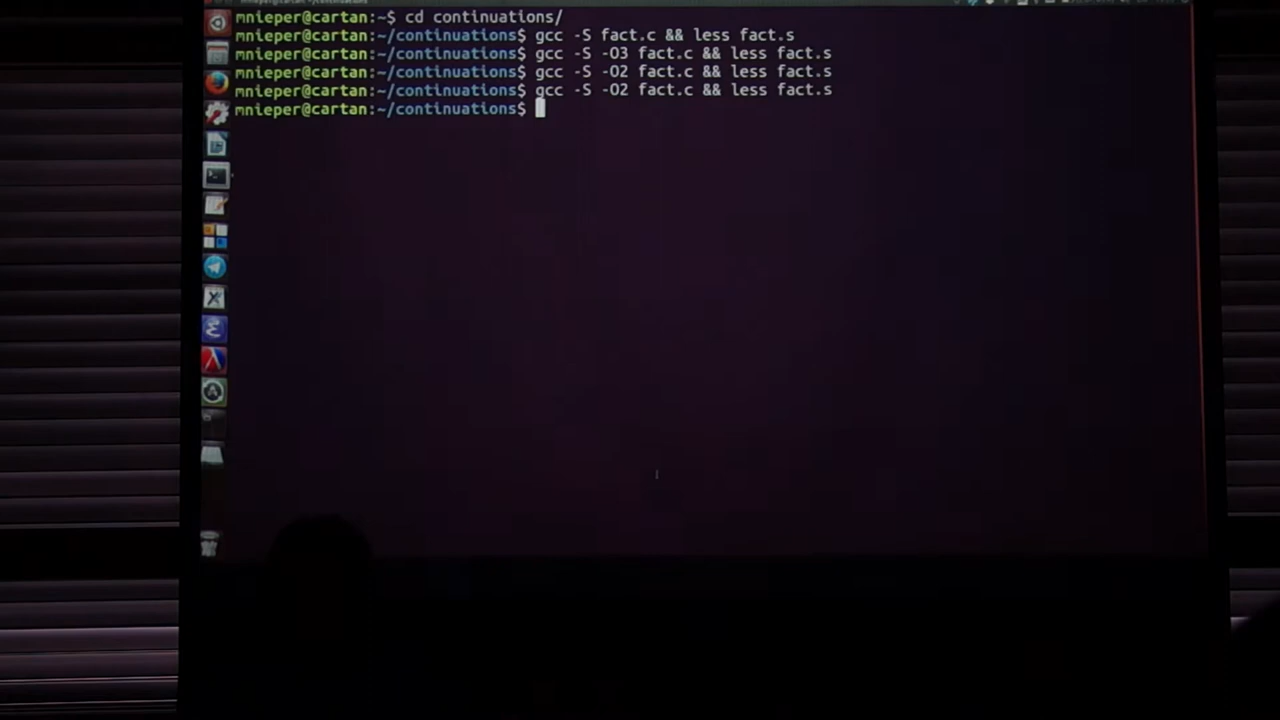 mnieper@cartan:~$ cd continuations/
mnieper@cartan:~/continuations$ gcc -S fact.c && less fact.s
mnieper@cartan:~/continuations$ gcc -S -O3 fact.c && less fact.s
mnieper@cartan:~/continuations$ gcc -S -O2 fact.c && less fact.s
mnieper@cartan:~/continuations$ gcc -S -O2 fact.c && less fact.s
mnieper@cartan:~/continuations$